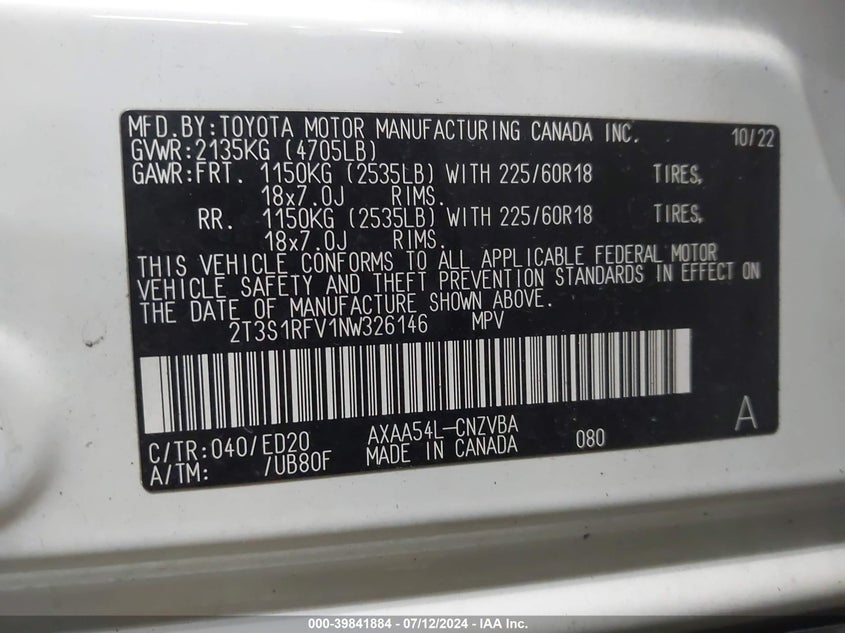 MFD.BY:TOYOTA MOTOR MANUFACTURING CANADA INC. 10/22
GVWR:2135KG (4705LB)
GAWR:FRT. 1150KG (2535LB) WITH 225/60R18 TIRES,
18x7.0J RIMS.
RR. 1150KG (2535LB) WITH 225/60R18 TIRES,
18x7.0J RIMS.
THIS VEHICLE CONFORMS TO ALL APPLICABLE FEDERAL MOTOR
VEHICLE SAFETY AND THEFT PREVENTION STANDARDS IN EFFECT ON
THE DATE OF MANUFACTURE SHOWN ABOVE.
2T3S1RFV1NW326146 MPV
C/TR:040/ED20 AXAA54L-CNZVBA 080 A
A/TM: /UB80F MADE IN CANADA
000-39841884 - 07/12/2024 - IAA Inc.